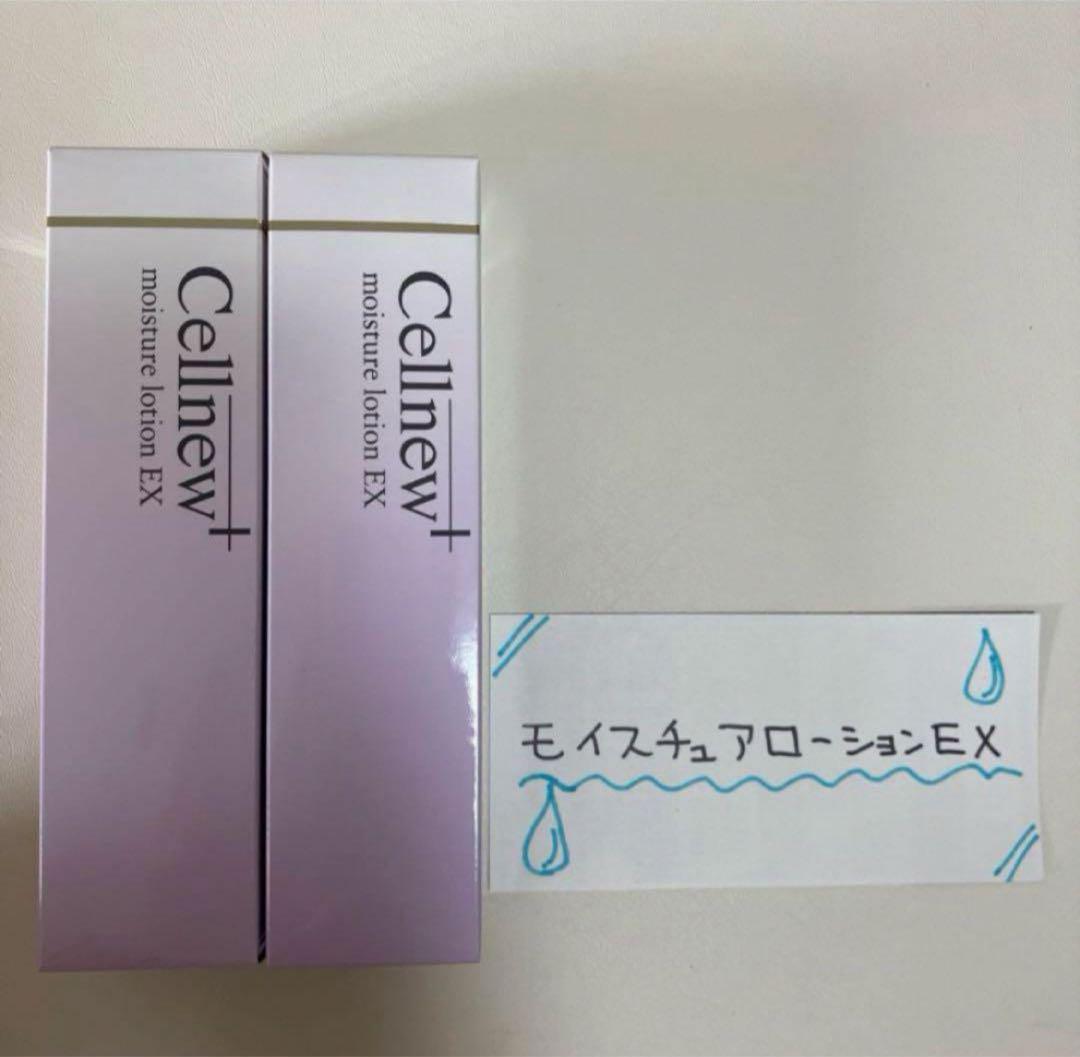 Cellnew+
moisture lotion EX
Cellnew+
moisture lotion EX
モイスチュアローションEX